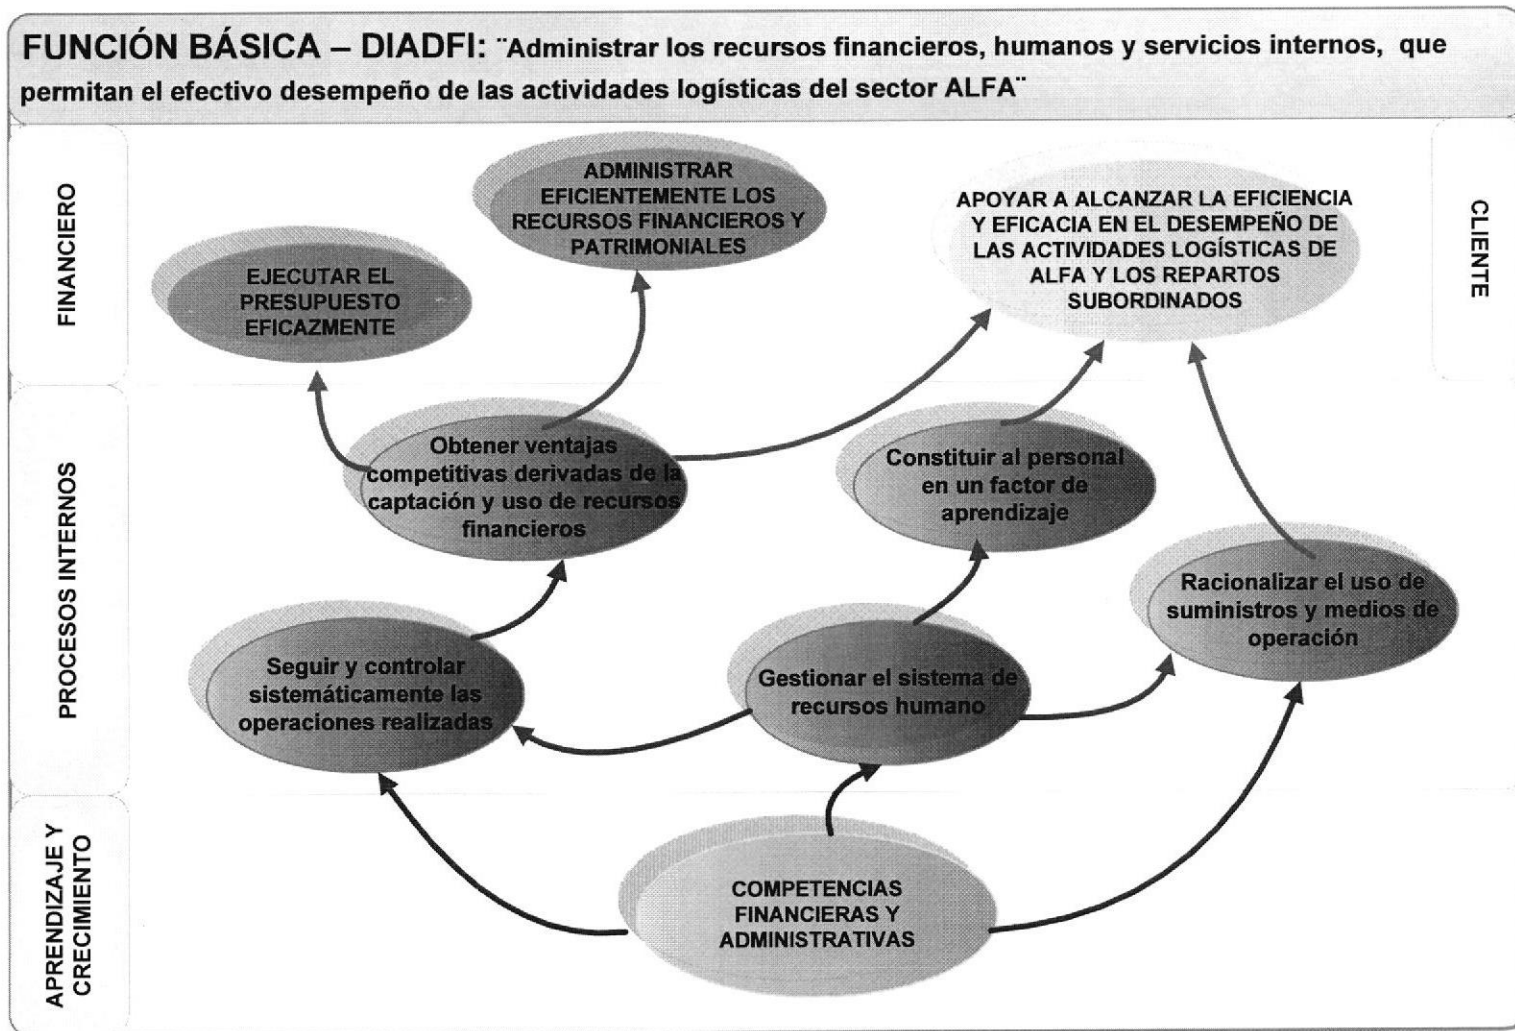 FUNCIÓN BÁSICA – DIADFI: ¨Administrar los recursos financieros, humanos y servicios internos, que
permitan el efectivo desempeño de las actividades logísticas del sector ALFA¨
FINANCIERO
ADMINISTRAR
EFICIENTEMENTE LOS
RECURSOS FINANCIEROS Y
PATRIMONIALES
APOYAR A ALCANZAR LA EFICIENCIA
Y EFICACIA EN EL DESEMPEÑO DE
LAS ACTIVIDADES LOGÍSTICAS DE
ALFA Y LOS REPARTOS
SUBORDINADOS
CLIENTE
EJECUTAR EL
PRESUPUESTO
EFICAZMENTE
PROCESOS INTERNOS
Obtener ventajas
competitivas derivadas de la
captación y uso de recursos
financieros
Constituir al personal
en un factor de
aprendizaje
Racionalizar el uso de
suministros y medios de
operación
Seguir y controlar
sistemáticamente las
operaciones realizadas
Gestionar el sistema de
recursos humano
APRENDIZAJE Y
CRECIMIENTO
COMPETENCIAS
FINANCIERAS Y
ADMINISTRATIVAS